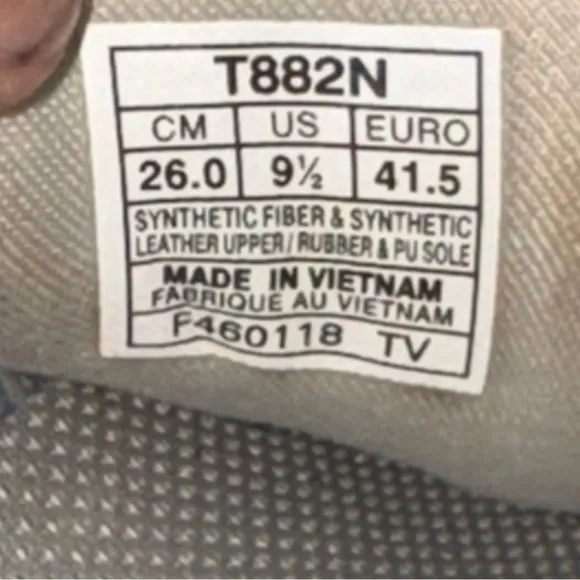 T882N
CM US EURO
26.0 9½ 41.5
SYNTHETIC FIBER & SYNTHETIC
LEATHER UPPER / RUBBER & PU SOLE
MADE IN VIETNAM
FABRIQUE AU VIETNAM
F460118 TV